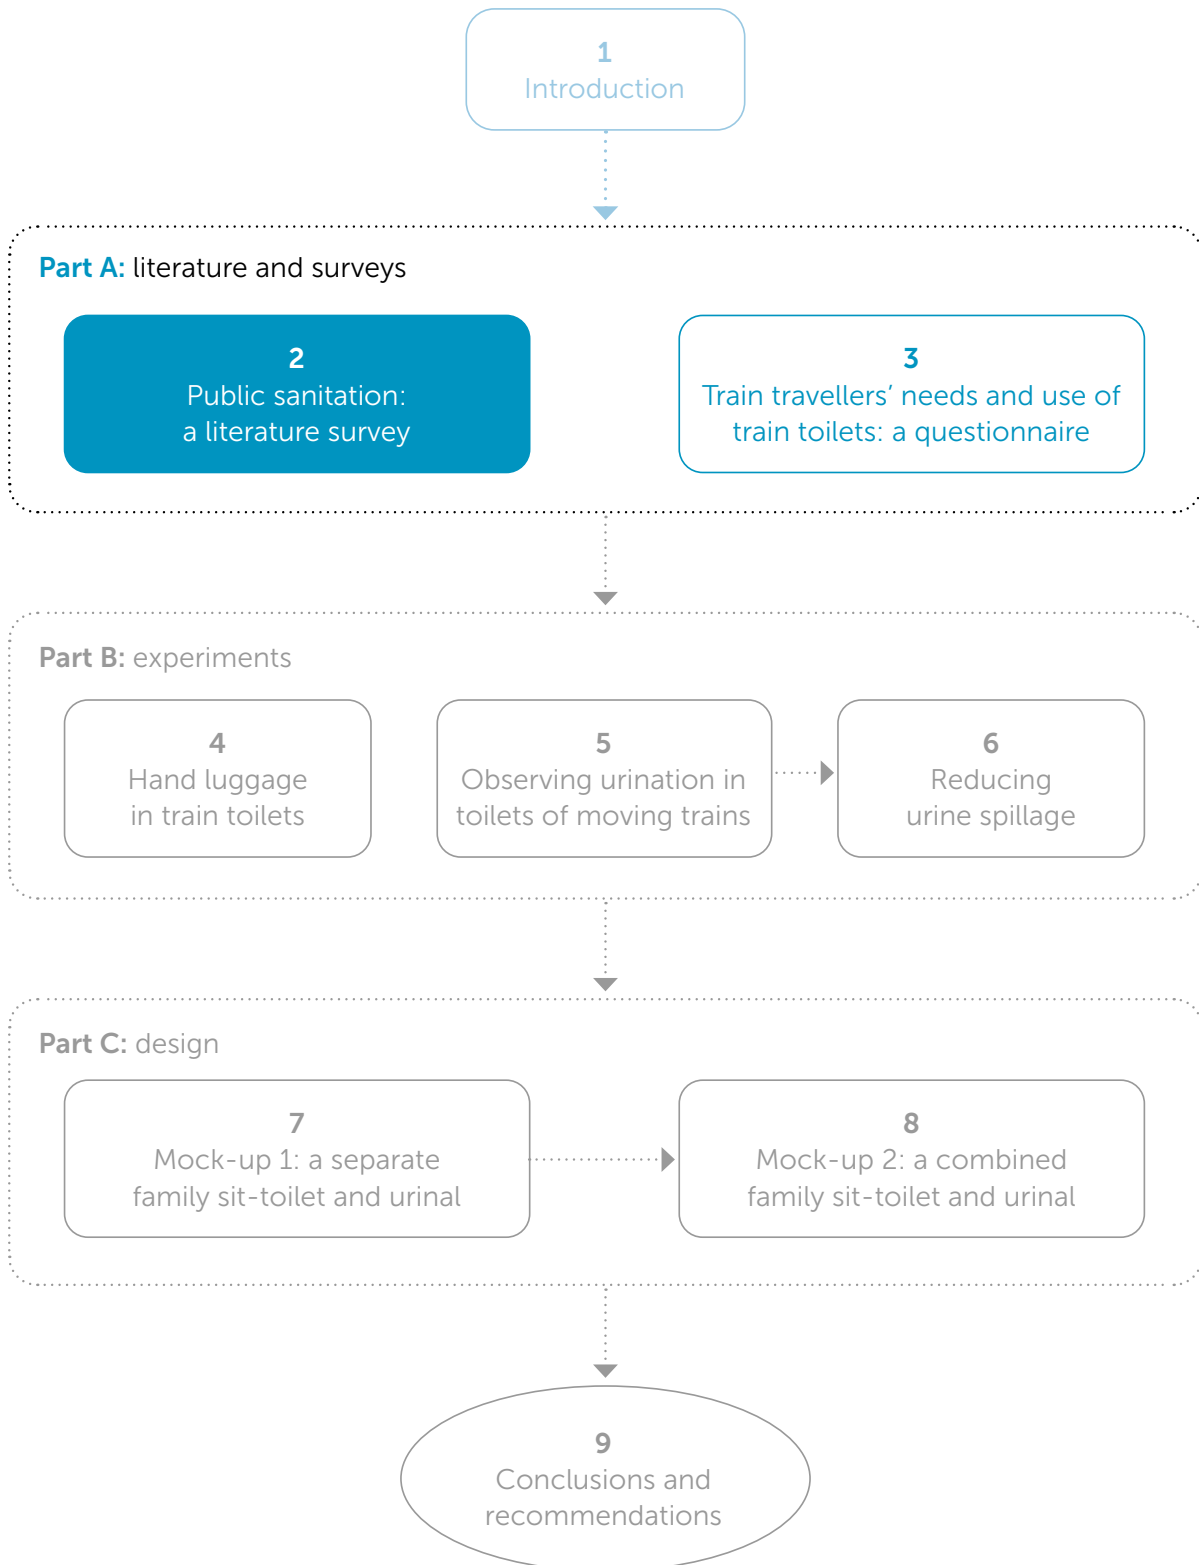 1
Introduction
Part A: literature and surveys
2
Public sanitation:
a literature survey
3
Train travellers’ needs and use of
train toilets: a questionnaire
Part B: experiments
4
Hand luggage
in train toilets
5
Observing urination in
toilets of moving trains
6
Reducing
urine spillage
Part C: design
7
Mock-up 1: a separate
family sit-toilet and urinal
8
Mock-up 2: a combined
family sit-toilet and urinal
9
Conclusions and
recommendations